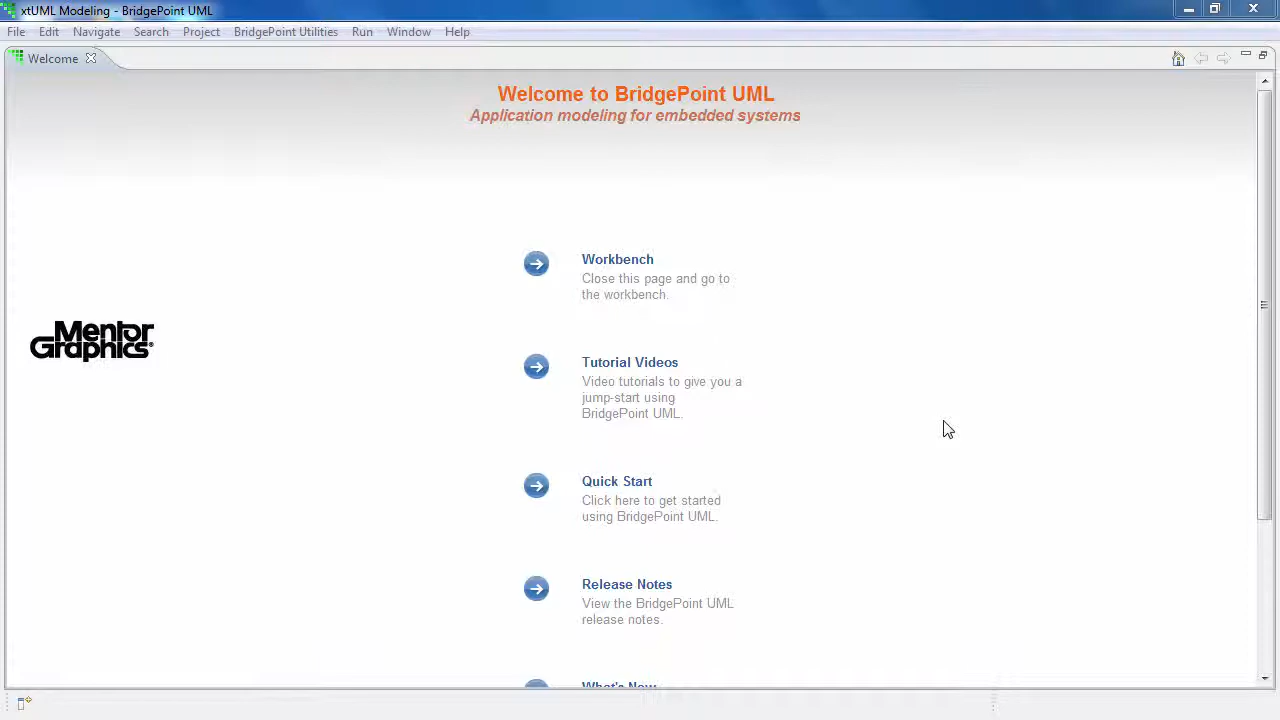 xtUML Modeling - BridgePoint UML
File Edit Navigate Search Project BridgePoint Utilities Run Window Help
Welcome
Welcome to BridgePoint UML
Application modeling for embedded systems
Workbench
Close this page and go to
the workbench.
Mentor
Graphics®
Tutorial Videos
Video tutorials to give you a
jump-start using
BridgePoint UML.
Quick Start
Click here to get started
using BridgePoint UML.
Release Notes
View the BridgePoint UML
release notes.
What's New